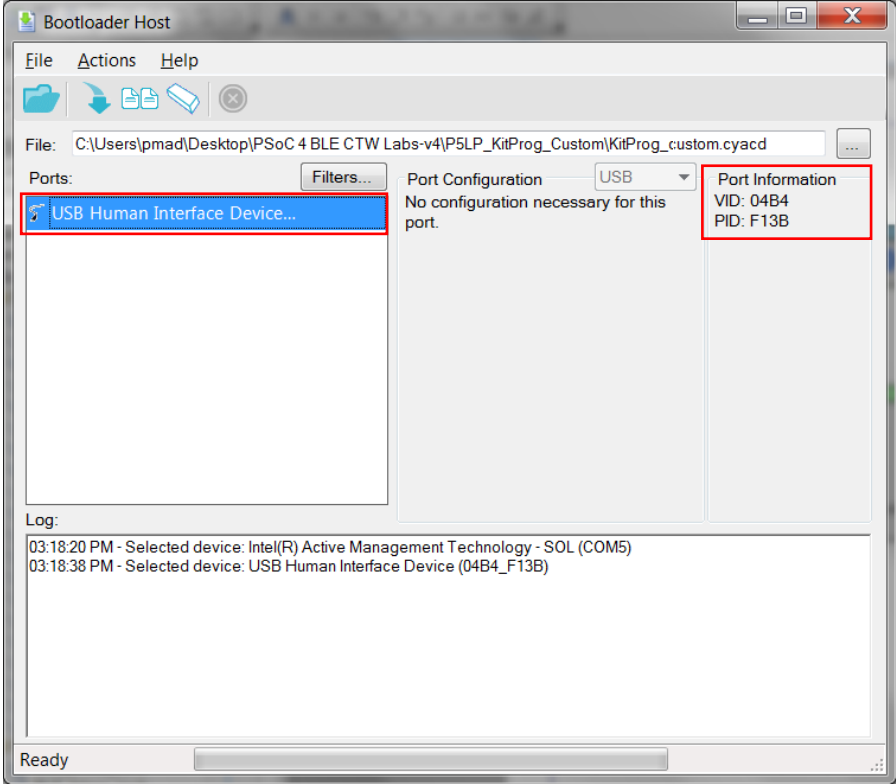 Bootloader Host
File Actions Help
File: C:\Users\pmad\Desktop\PSoC 4 BLE CTW Labs-v4\P5LP_KitProg_Custom\KitProg_custom.cyacd ...
Ports: Filters...
USB Human Interface Device...
Port Configuration USB
No configuration necessary for this
port.
Port Information
VID: 04B4
PID: F13B
Log:
03:18:20 PM - Selected device: Intel(R) Active Management Technology - SOL (COM5)
03:18:38 PM - Selected device: USB Human Interface Device (04B4_F13B)
Ready